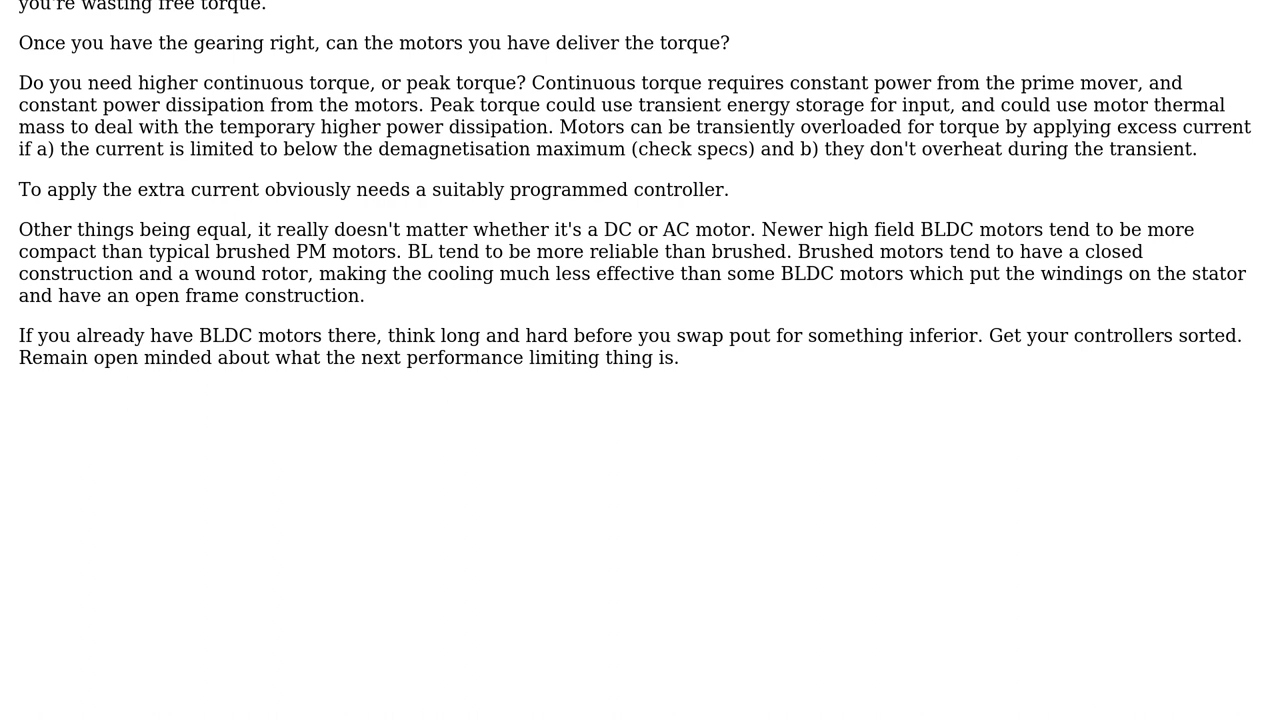 you're wasting free torque.
Once you have the gearing right, can the motors you have deliver the torque?
Do you need higher continuous torque, or peak torque? Continuous torque requires constant power from the prime mover, and
constant power dissipation from the motors. Peak torque could use transient energy storage for input, and could use motor thermal
mass to deal with the temporary higher power dissipation. Motors can be transiently overloaded for torque by applying excess current
if a) the current is limited to below the demagnetisation maximum (check specs) and b) they don't overheat during the transient.
To apply the extra current obviously needs a suitably programmed controller.
Other things being equal, it really doesn't matter whether it's a DC or AC motor. Newer high field BLDC motors tend to be more
compact than typical brushed PM motors. BL tend to be more reliable than brushed. Brushed motors tend to have a closed
construction and a wound rotor, making the cooling much less effective than some BLDC motors which put the windings on the stator
and have an open frame construction.
If you already have BLDC motors there, think long and hard before you swap pout for something inferior. Get your controllers sorted.
Remain open minded about what the next performance limiting thing is.